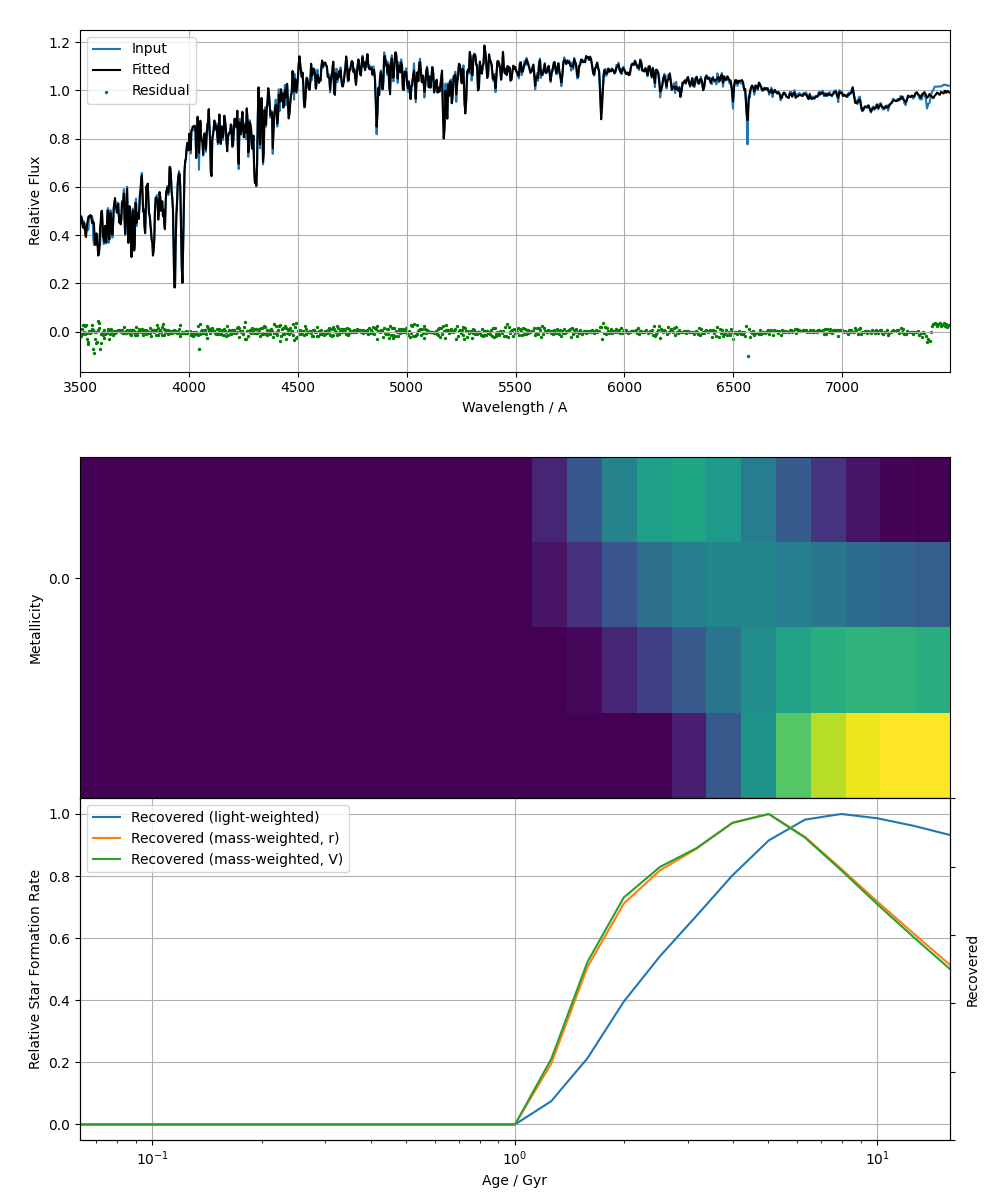 Input
Fitted
Residual
1.2
1.0
0.8
0.6
0.4
0.2
0.0
Relative Flux
3500 4000 4500 5000 5500 6000 6500 7000
Wavelength / A
0.0
Metallicity
Recovered (light-weighted)
Recovered (mass-weighted, r)
Recovered (mass-weighted, V)
1.0
0.8
0.6
0.4
0.2
0.0
Relative Star Formation Rate
Recovered
10⁻¹ 10⁰ 10¹
Age / Gyr